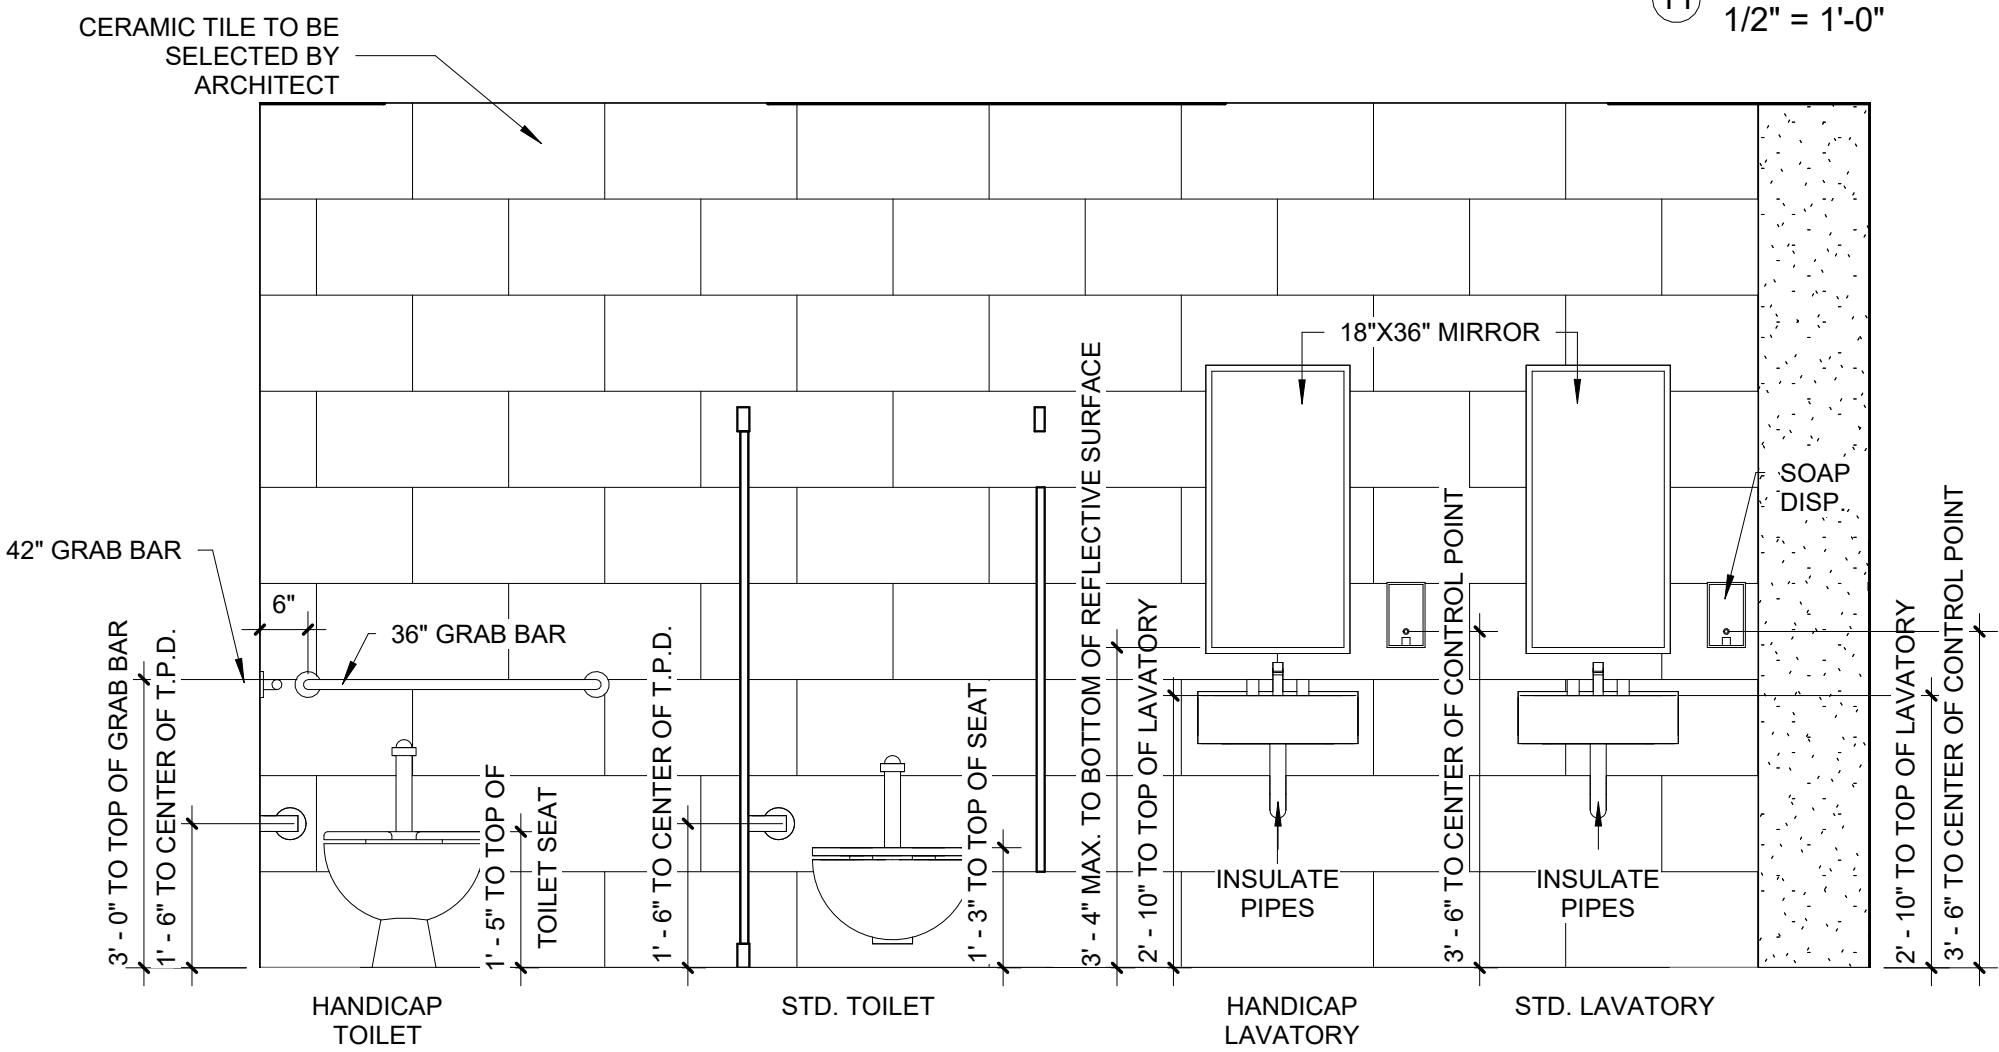 1/2" = 1'-0"
CERAMIC TILE TO BE
SELECTED BY
ARCHITECT
18"X36" MIRROR
SOAP
DISP.
42" GRAB BAR
6"
36" GRAB BAR
3' - 0" TO TOP OF GRAB BAR
1' - 6" TO CENTER OF T.P.D.
1' - 5" TO TOP OF
TOILET SEAT
1' - 6" TO CENTER OF T.P.D.
1' - 3" TO TOP OF SEAT
3' - 4" MAX. TO BOTTOM OF REFLECTIVE SURFACE
2' - 10" TO TOP OF LAVATORY
3' - 6" TO CENTER OF CONTROL POINT
2' - 10" TO TOP OF LAVATORY
3' - 6" TO CENTER OF CONTROL POINT
INSULATE
PIPES
INSULATE
PIPES
HANDICAP
TOILET
STD. TOILET
HANDICAP
LAVATORY
STD. LAVATORY